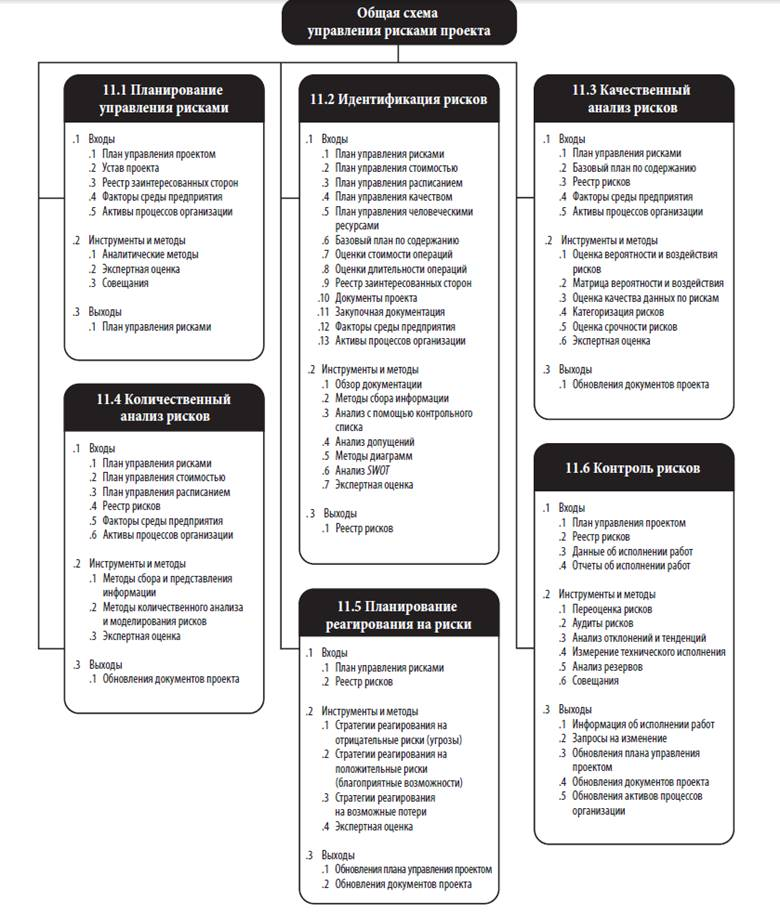 Общая схема
управления рисками проекта
11.1 Планирование
управления рисками
.1 Входы
.1 План управления проектом
.2 Устав проекта
.3 Реестр заинтересованных сторон
.4 Факторы среды предприятия
.5 Активы процессов организации
.2 Инструменты и методы
.1 Аналитические методы
.2 Экспертная оценка
.3 Совещания
.3 Выходы
.1 План управления рисками
11.2 Идентификация рисков
.1 Входы
.1 План управления рисками
.2 План управления стоимостью
.3 План управления расписанием
.4 План управления качеством
.5 План управления человеческими
ресурсами
.6 Базовый план по содержанию
.7 Оценки стоимости операций
.8 Оценки длительности операций
.9 Реестр заинтересованных сторон
.10 Документы проекта
.11 Закупочная документация
.12 Факторы среды предприятия
.13 Активы процессов организации
.2 Инструменты и методы
.1 Обзор документации
.2 Методы сбора информации
.3 Анализ с помощью контрольного
списка
.4 Анализ допущений
.5 Методы диаграмм
.6 Анализ SWOT
.7 Экспертная оценка
.3 Выходы
.1 Реестр рисков
11.3 Качественный
анализ рисков
.1 Входы
.1 План управления рисками
.2 Базовый план по содержанию
.3 Реестр рисков
.4 Факторы среды предприятия
.5 Активы процессов организации
.2 Инструменты и методы
.1 Оценка вероятности и воздействия
рисков
.2 Матрица вероятности и воздействия
.3 Оценка качества данных по рискам
.4 Категоризация рисков
.5 Оценка срочности рисков
.6 Экспертная оценка
.3 Выходы
.1 Обновления документов проекта
11.4 Количественный
анализ рисков
.1 Входы
.1 План управления рисками
.2 План управления стоимостью
.3 План управления расписанием
.4 Реестр рисков
.5 Факторы среды предприятия
.6 Активы процессов организации
.2 Инструменты и методы
.1 Методы сбора и представления
информации
.2 Методы количественного анализа
и моделирования рисков
.3 Экспертная оценка
.3 Выходы
.1 Обновления документов проекта
11.5 Планирование
реагирования на риски
.1 Входы
.1 План управления рисками
.2 Реестр рисков
.2 Инструменты и методы
.1 Стратегии реагирования на
отрицательные риски (угрозы)
.2 Стратегии реагирования на
положительные риски
(благоприятные возможности)
.3 Стратегии реагирования
на возможные потери
.4 Экспертная оценка
.3 Выходы
.1 Обновления плана управления проектом
.2 Обновления документов проекта
11.6 Контроль рисков
.1 Входы
.1 План управления проектом
.2 Реестр рисков
.3 Данные об исполнении работ
.4 Отчеты об исполнении работ
.2 Инструменты и методы
.1 Переоценка рисков
.2 Аудиты рисков
.3 Анализ отклонений и тенденций
.4 Измерение технического исполнения
.5 Анализ резервов
.6 Совещания
.3 Выходы
.1 Информация об исполнении работ
.2 Запросы на изменение
.3 Обновления плана управления
проектом
.4 Обновления документов проекта
.5 Обновления активов процессов
организации